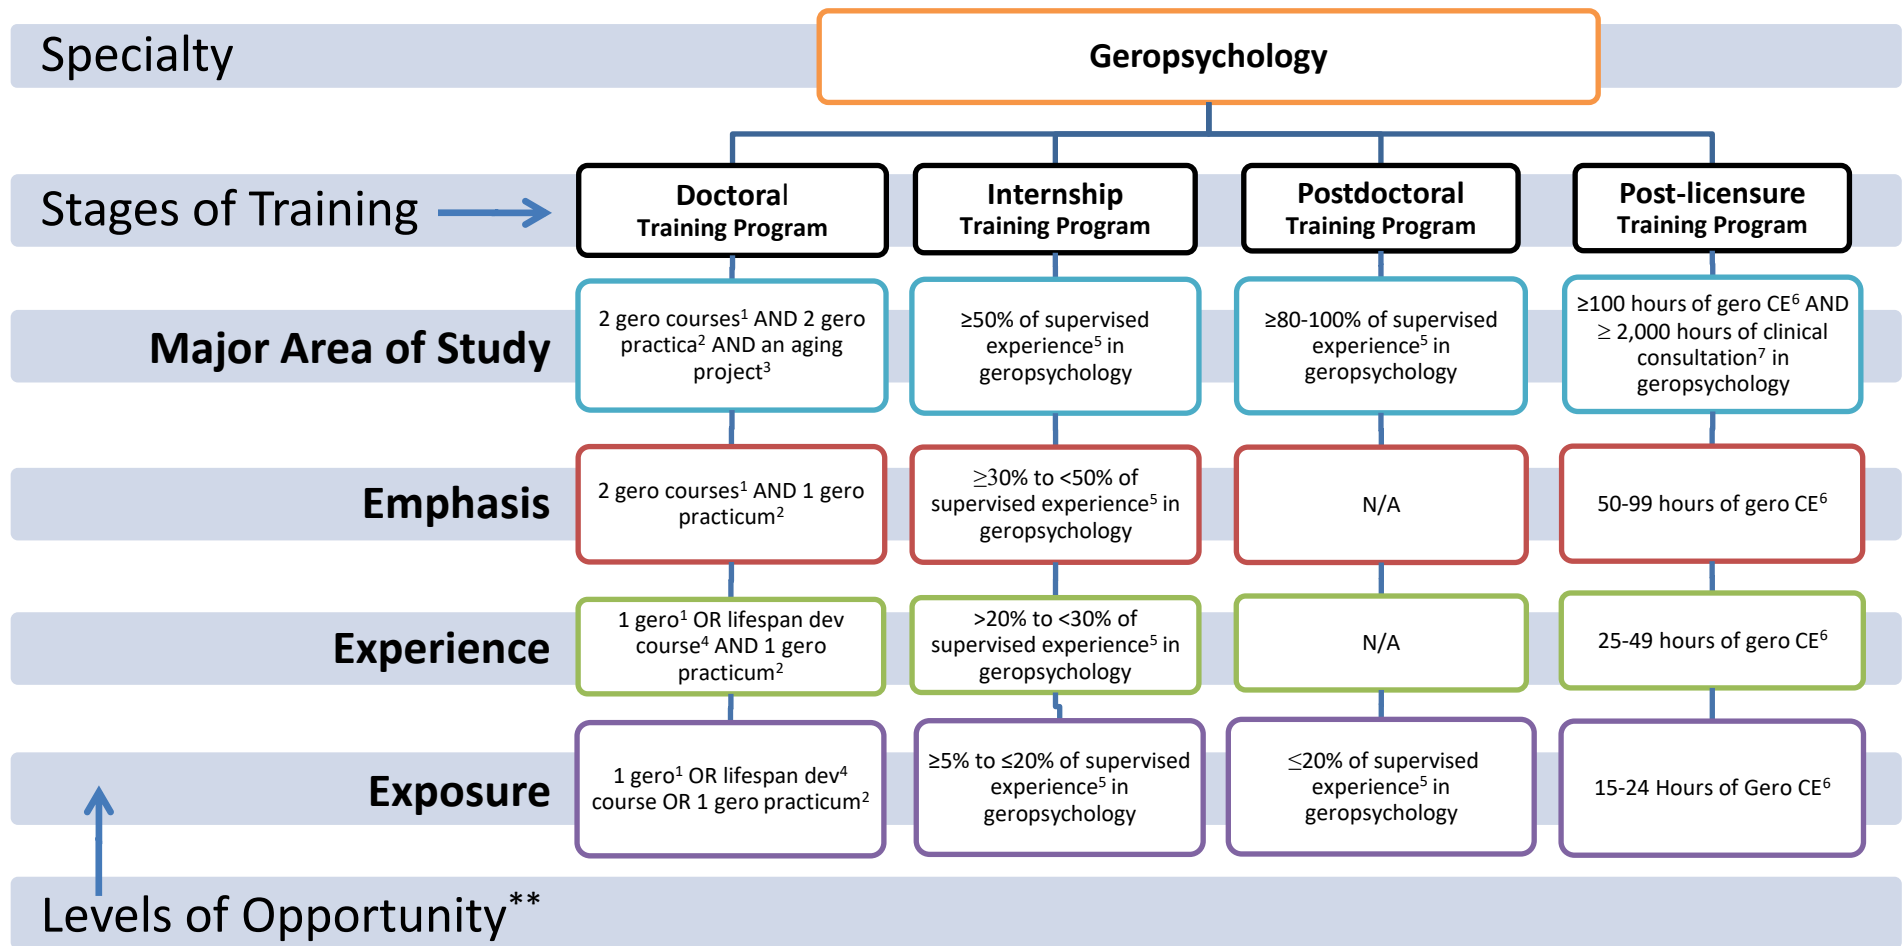 Specialty
Geropsychology
Stages of Training
Doctoral
Training Program
Internship
Training Program
Postdoctoral
Training Program
Post-licensure
Training Program
Major Area of Study
2 gero courses¹ AND 2 gero
practica² AND an aging
project³
≥50% of supervised
experience⁵ in
geropsychology
≥80-100% of supervised
experience⁵ in
geropsychology
≥100 hours of gero CE⁶ AND
≥ 2,000 hours of clinical
consultation⁷ in
geropsychology
Emphasis
2 gero courses¹ AND 1 gero
practicum²
≥30% to <50% of
supervised experience⁵ in
geropsychology
N/A
50-99 hours of gero CE⁶
Experience
1 gero¹ OR lifespan dev
course⁴ AND 1 gero
practicum²
>20% to <30% of
supervised experience⁵ in
geropsychology
N/A
25-49 hours of gero CE⁶
Exposure
1 gero¹ OR lifespan dev⁴
course OR 1 gero practicum²
≥5% to ≤20% of supervised
experience⁵ in
geropsychology
≤20% of supervised
experience⁵ in
geropsychology
15-24 Hours of Gero CE⁶
Levels of Opportunity**